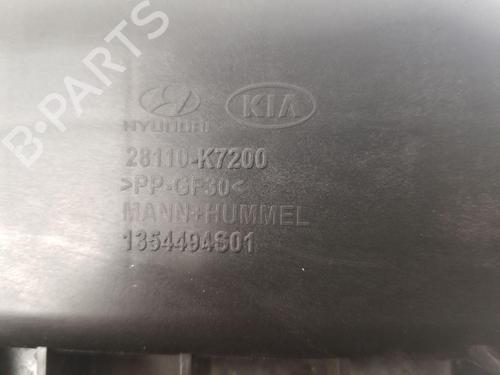 B-PARTS
HYUNDAI KIA
28110-K7200
>PP-GF30<
MANN+HUMMEL
1354494S01